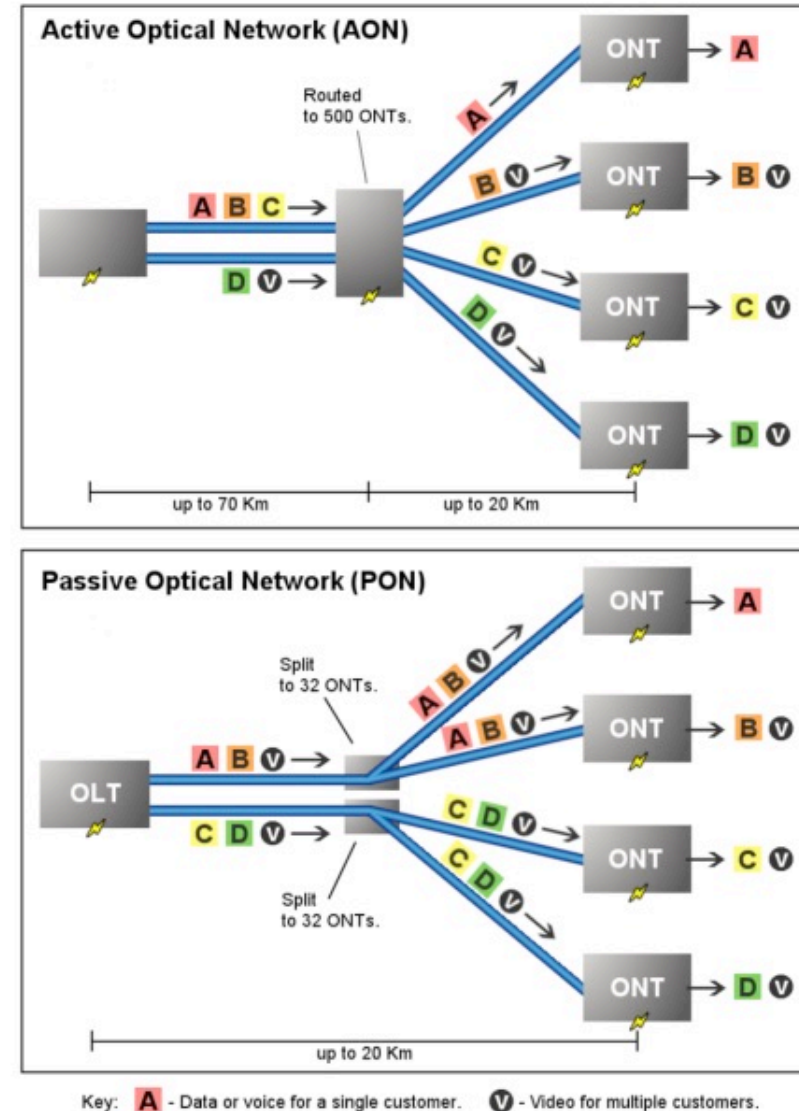 Active Optical Network (AON)
Routed
to 500 ONTs.
A B C
D V
A
B V
C V
D V
ONT
A
ONT
B V
ONT
C V
ONT
D V
up to 70 Km
up to 20 Km
Passive Optical Network (PON)
Split
to 32 ONTs.
OLT
A B V
C D V
Split
to 32 ONTs.
A B V
A B V
C D V
C D V
ONT
A
ONT
B V
ONT
C V
ONT
D V
up to 20 Km
Key: A - Data or voice for a single customer. V - Video for multiple customers.